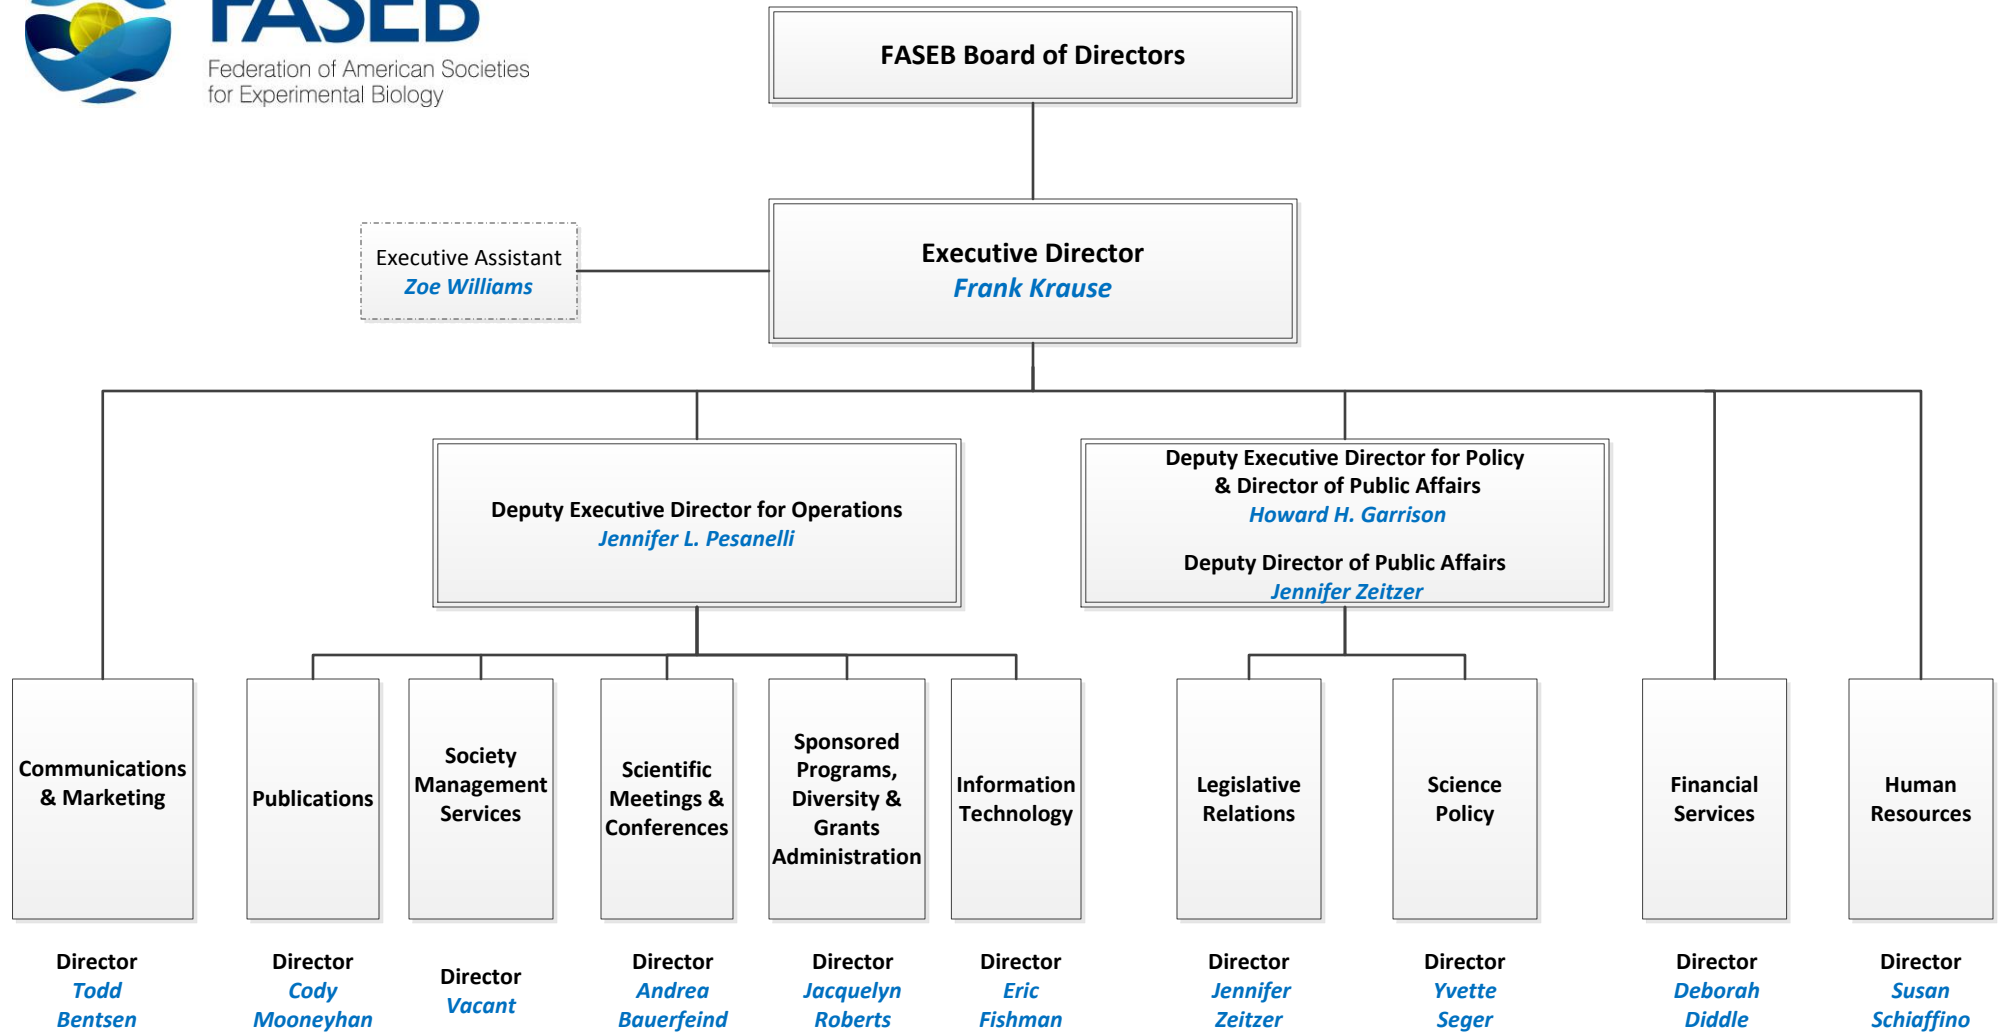 FASEB
Federation of American Societies
for Experimental Biology
FASEB Board of Directors
Executive Assistant
Zoe Williams
Executive Director
Frank Krause
Deputy Executive Director for Operations
Jennifer L. Pesanelli
Deputy Executive Director for Policy
& Director of Public Affairs
Howard H. Garrison
Deputy Director of Public Affairs
Jennifer Zeitzer
Communications
& Marketing
Publications
Society
Management
Services
Scientific
Meetings &
Conferences
Sponsored
Programs,
Diversity &
Grants
Administration
Information
Technology
Legislative
Relations
Science
Policy
Financial
Services
Human
Resources
Director
Todd
Bentsen
Director
Cody
Mooneyhan
Director
Vacant
Director
Andrea
Bauerfeind
Director
Jacquelyn
Roberts
Director
Eric
Fishman
Director
Jennifer
Zeitzer
Director
Yvette
Seger
Director
Deborah
Diddle
Director
Susan
Schiaffino